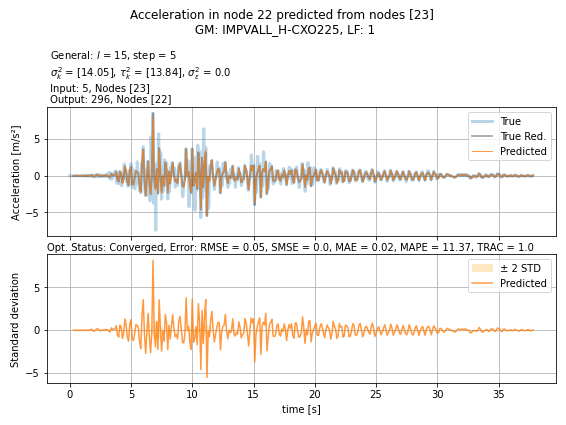 Acceleration in node 22 predicted from nodes [23]
GM: IMPVALL_H-CXO225, LF: 1
General: l = 15, step = 5
σ²ₖ = [14.05], τ²ₖ = [13.84], σ²ε = 0.0
Input: 5, Nodes [23]
Output: 296, Nodes [22]
Acceleration [m/s²]
5
0
−5
True
True Red.
Predicted
Opt. Status: Converged, Error: RMSE = 0.05, SMSE = 0.0, MAE = 0.02, MAPE = 11.37, TRAC = 1.0
Standard deviation
5
0
−5
± 2 STD
Predicted
0 5 10 15 20 25 30 35
time [s]